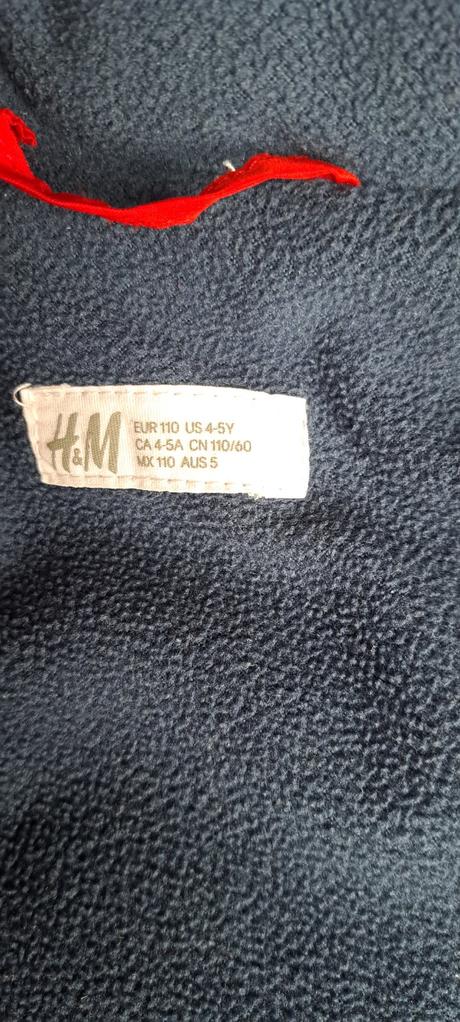 H&M
EUR 110 US 4-5Y
CA 4-5A CN 110/60
MX 110 AUS 5